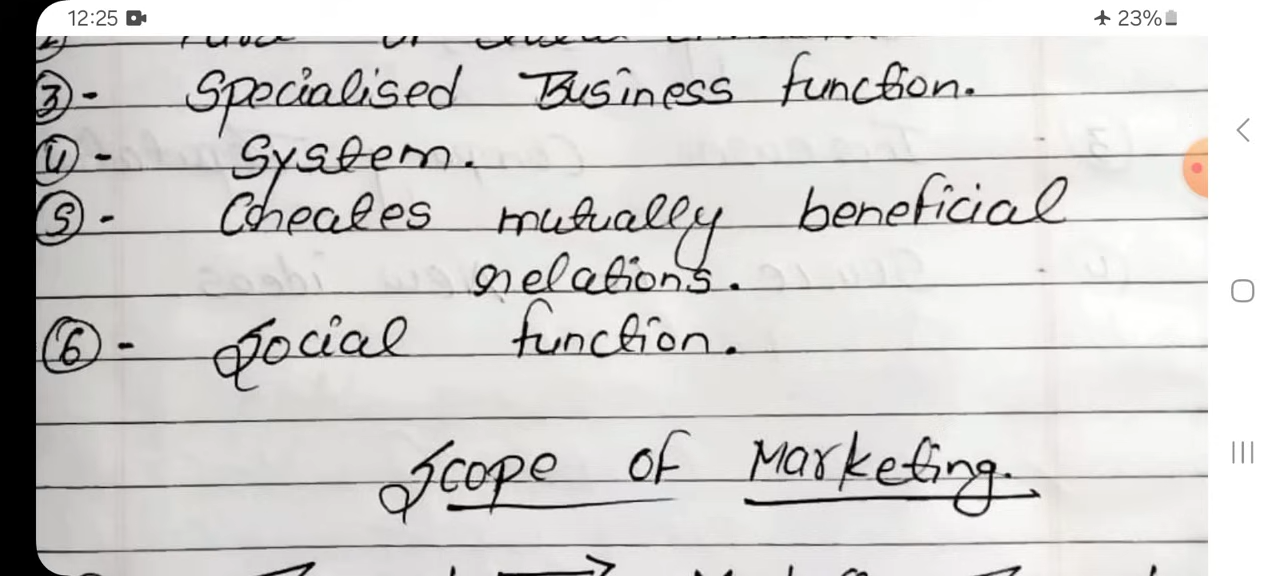 12:25
23%
③- Specialised Business function.
④- System.
⑤- Creates mutually beneficial
relations.
⑥- Social function.
Scope of Marketing.